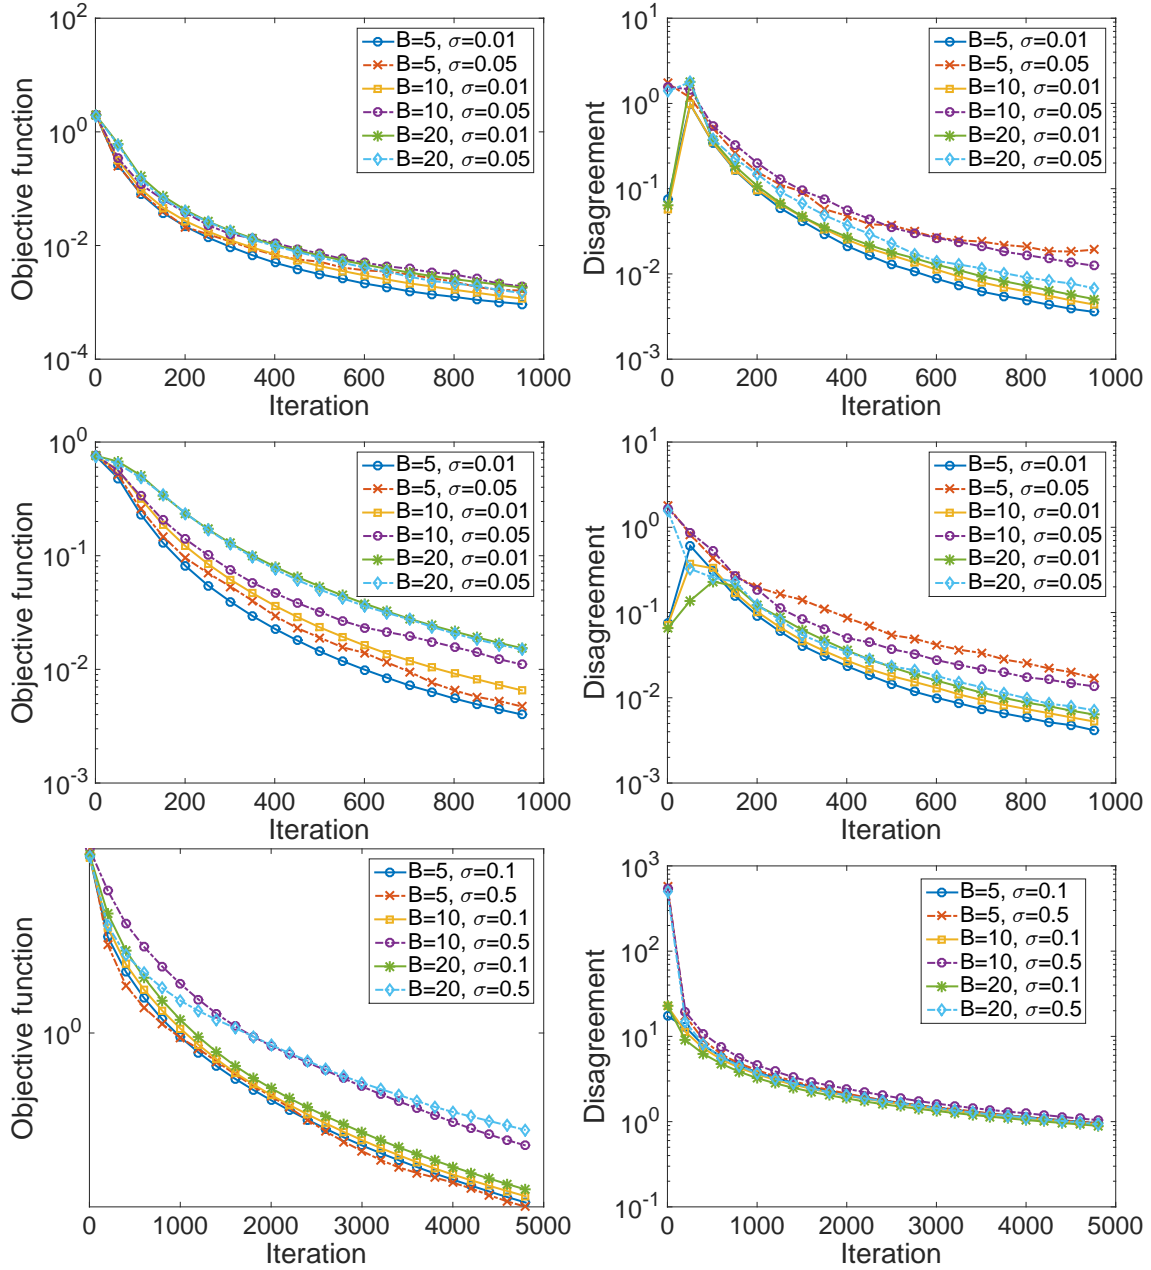 10^2
10^0
10^-2
10^-4
Objective function
B=5, σ=0.01
B=5, σ=0.05
B=10, σ=0.01
B=10, σ=0.05
B=20, σ=0.01
B=20, σ=0.05
0 200 400 600 800 1000
Iteration
10^1
10^0
10^-1
10^-2
10^-3
Disagreement
B=5, σ=0.01
B=5, σ=0.05
B=10, σ=0.01
B=10, σ=0.05
B=20, σ=0.01
B=20, σ=0.05
0 200 400 600 800 1000
Iteration
10^0
10^-1
10^-2
10^-3
Objective function
B=5, σ=0.01
B=5, σ=0.05
B=10, σ=0.01
B=10, σ=0.05
B=20, σ=0.01
B=20, σ=0.05
0 200 400 600 800 1000
Iteration
10^1
10^0
10^-1
10^-2
10^-3
Disagreement
B=5, σ=0.01
B=5, σ=0.05
B=10, σ=0.01
B=10, σ=0.05
B=20, σ=0.01
B=20, σ=0.05
0 200 400 600 800 1000
Iteration
10^0
Objective function
B=5, σ=0.1
B=5, σ=0.5
B=10, σ=0.1
B=10, σ=0.5
B=20, σ=0.1
B=20, σ=0.5
0 1000 2000 3000 4000 5000
Iteration
10^3
10^2
10^1
10^0
10^-1
Disagreement
B=5, σ=0.1
B=5, σ=0.5
B=10, σ=0.1
B=10, σ=0.5
B=20, σ=0.1
B=20, σ=0.5
0 1000 2000 3000 4000 5000
Iteration